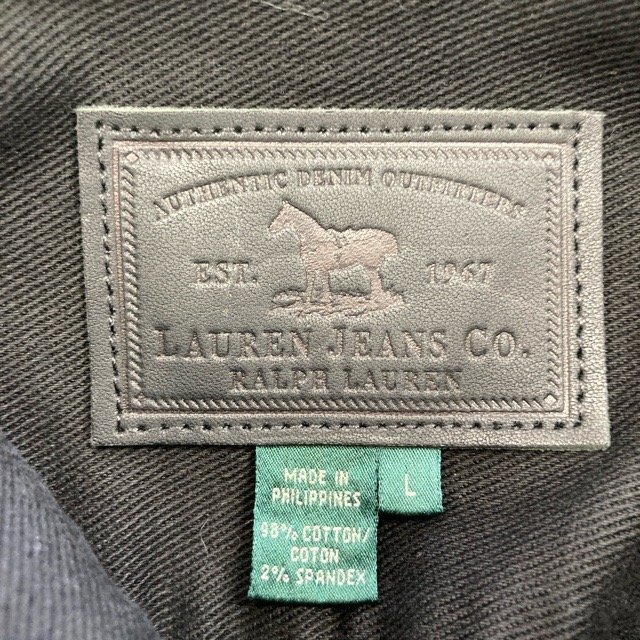 AUTHENTIC DENIM OUTFITTERS
EST. 1967
LAUREN JEANS CO.
RALPH LAUREN
L
MADE IN
PHILIPPINES
98% COTTON/
COTON
2% SPANDEX